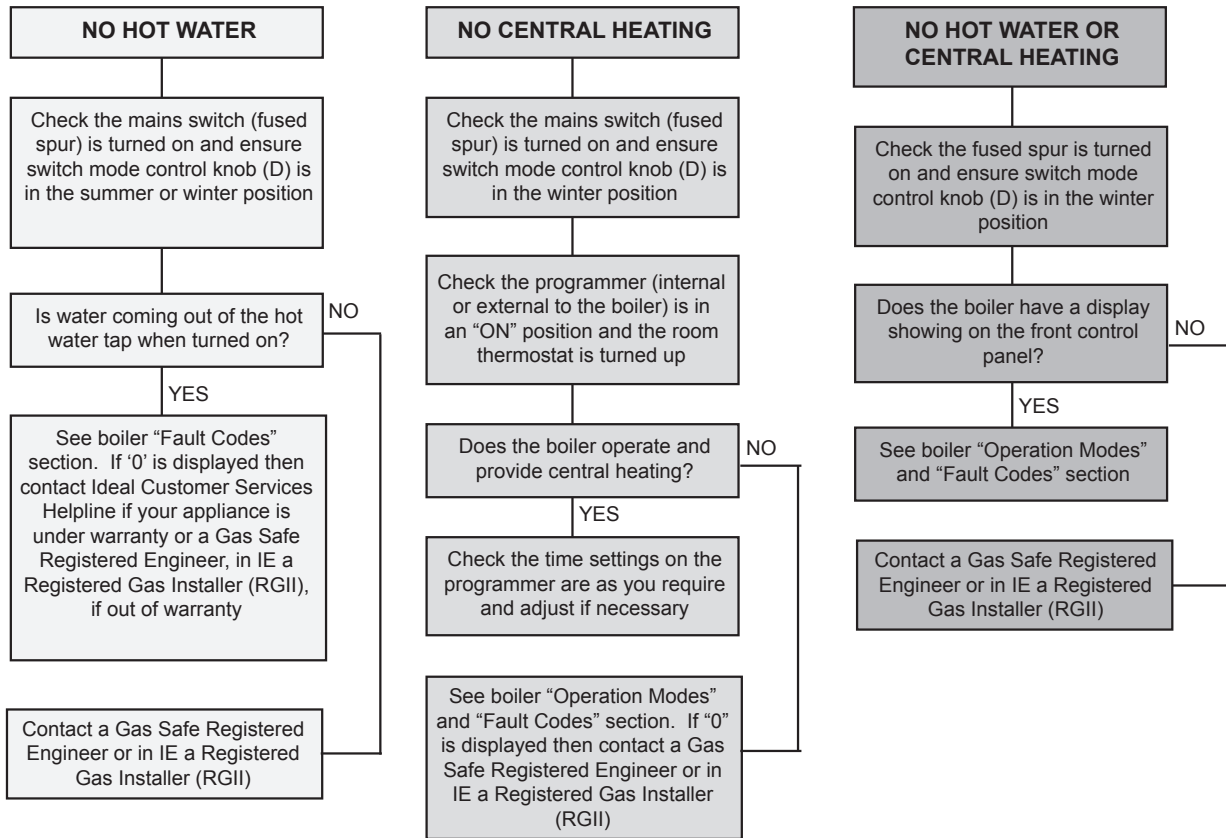 NO HOT WATER
Check the mains switch (fused
spur) is turned on and ensure
switch mode control knob (D) is
in the summer or winter position
Is water coming out of the hot
water tap when turned on?
NO
YES
See boiler “Fault Codes”
section. If ‘0’ is displayed then
contact Ideal Customer Services
Helpline if your appliance is
under warranty or a Gas Safe
Registered Engineer, in IE a
Registered Gas Installer (RGII),
if out of warranty
Contact a Gas Safe Registered
Engineer or in IE a Registered
Gas Installer (RGII)
NO CENTRAL HEATING
Check the mains switch (fused
spur) is turned on and ensure
switch mode control knob (D) is
in the winter position
Check the programmer (internal
or external to the boiler) is in
an “ON” position and the room
thermostat is turned up
Does the boiler operate and
provide central heating?
NO
YES
Check the time settings on the
programmer are as you require
and adjust if necessary
See boiler “Operation Modes”
and “Fault Codes” section. If “0”
is displayed then contact a Gas
Safe Registered Engineer or in
IE a Registered Gas Installer
(RGII)
NO HOT WATER OR
CENTRAL HEATING
Check the fused spur is turned
on and ensure switch mode
control knob (D) is in the winter
position
Does the boiler have a display
showing on the front control
panel?
NO
YES
See boiler “Operation Modes”
and “Fault Codes” section
Contact a Gas Safe Registered
Engineer or in IE a Registered
Gas Installer (RGII)